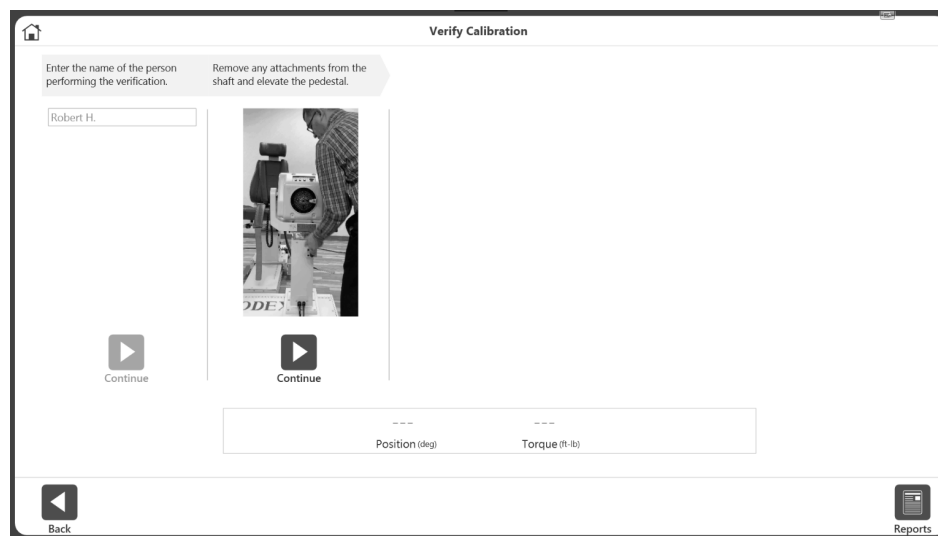 Verify Calibration
Enter the name of the person
performing the verification.
Remove any attachments from the
shaft and elevate the pedestal.
Robert H.
ODEX
Continue
Continue
---
---
Position (deg)
Torque (ft-lb)
Back
Reports